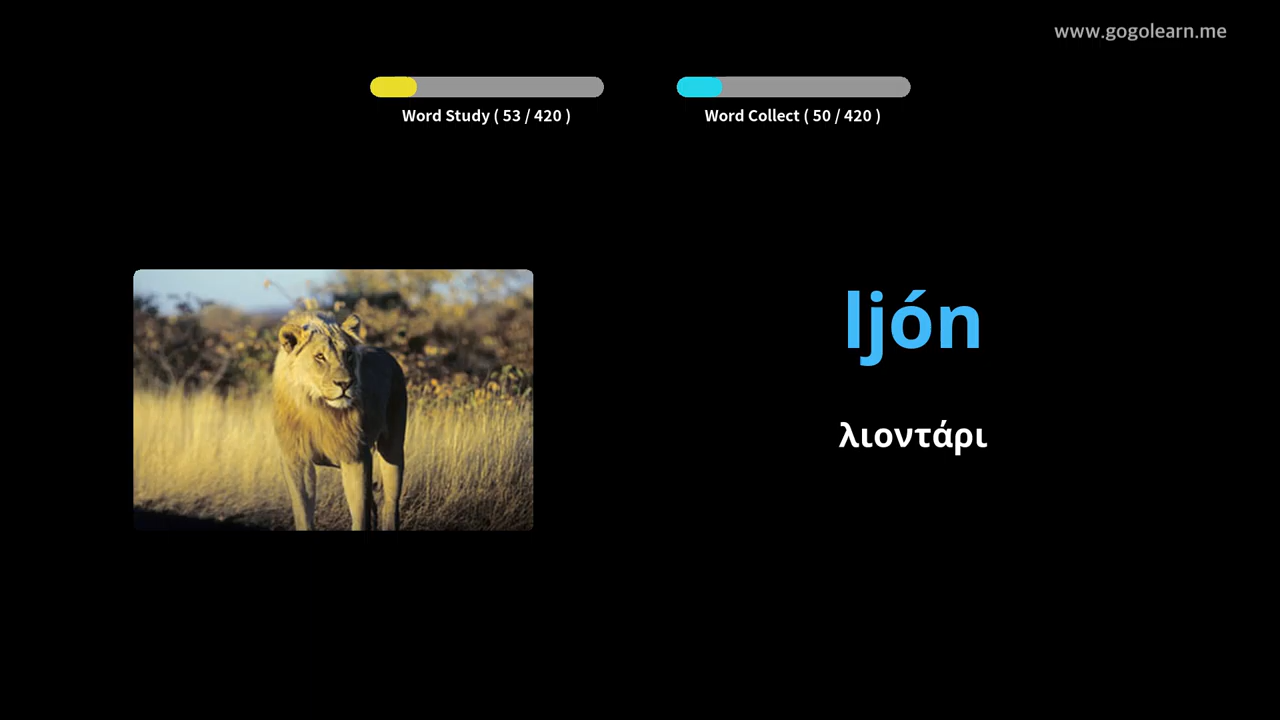 www.gogolearn.me
Word Study ( 53 / 420 )
Word Collect ( 50 / 420 )
ljón
λιοντάρι